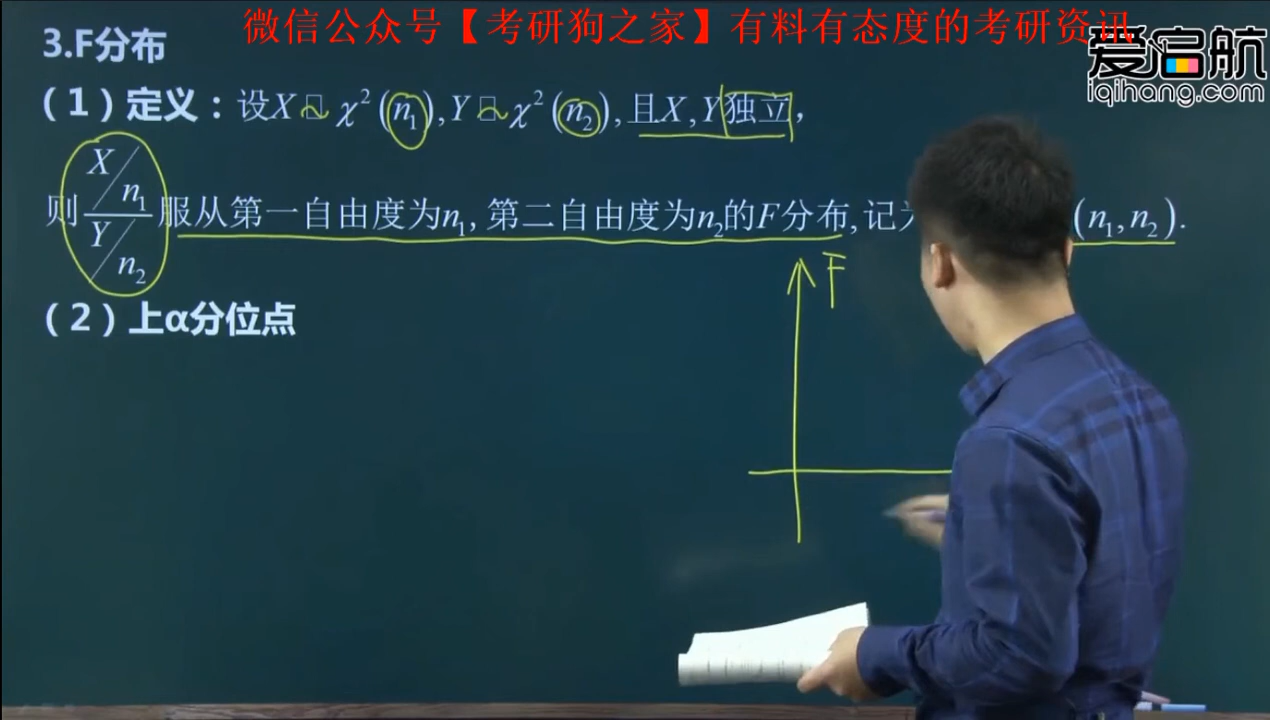 微信公众号【考研狗之家】有料有态度的考研资讯
爱启航
iqihang.com
3.F分布
（1）定义：设X ~ χ²(n₁), Y ~ χ²(n₂), 且X,Y独立,
则 X/n₁ / Y/n₂ 服从第一自由度为n₁, 第二自由度为n₂的F分布, 记 (n₁,n₂).
（2）上α分位点
F